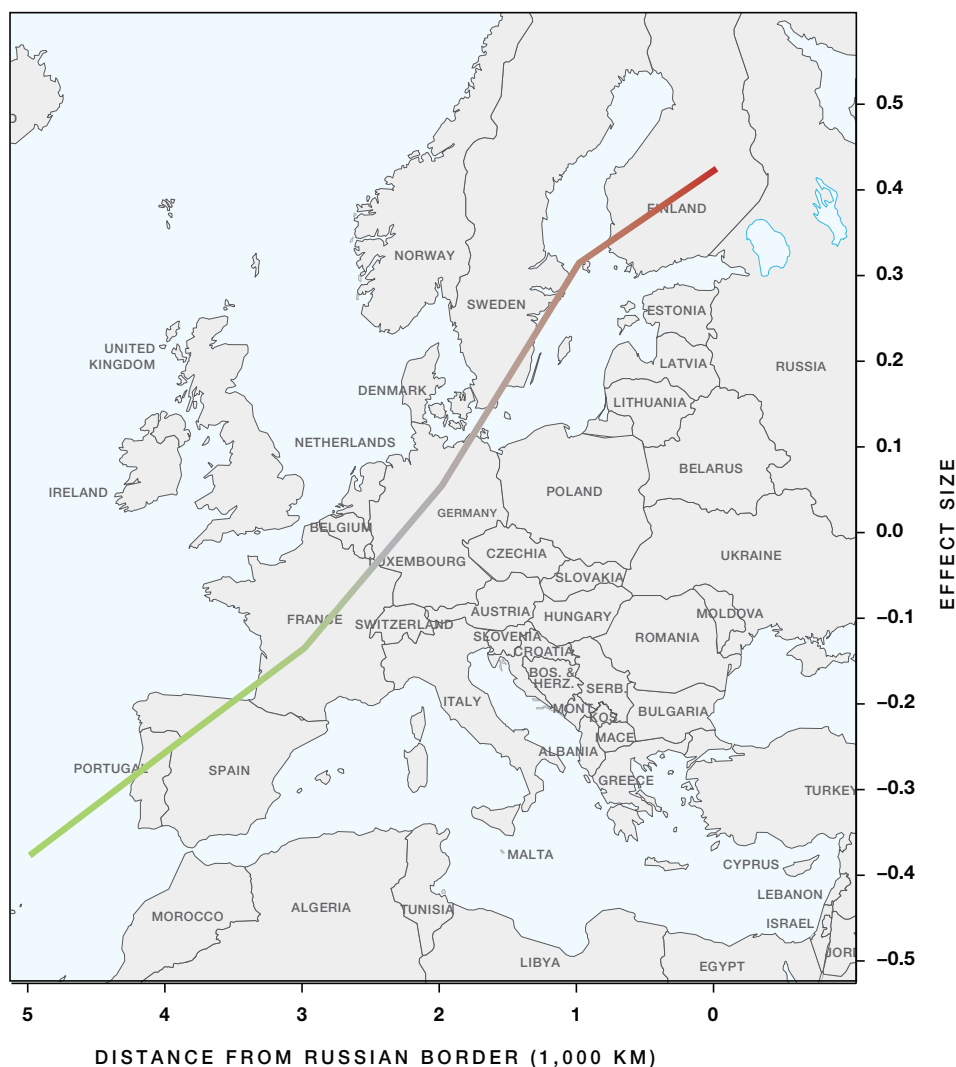 0.5
0.4
FINLAND
NORWAY
0.3
SWEDEN
ESTONIA
UNITED
KINGDOM
LATVIA
RUSSIA
0.2
DENMARK
LITHUANIA
NETHERLANDS
0.1
BELARUS
IRELAND
POLAND
GERMANY
BELGIUM
0.0
EFFECT SIZE
CZECHIA
UKRAINE
LUXEMBOURG
SLOVAKIA
AUSTRIA
HUNGARY
MOLDOVA
FRANCE
SWITZERLAND
–0.1
SLOVENIA
ROMANIA
CROATIA
BOS. &
HERZ.
SERB.
ITALY
MONT.
KOS.
BULGARIA
–0.2
MACE
ALBANIA
PORTUGAL
SPAIN
GREECE
TURKEY
–0.3
MALTA
CYPRUS
–0.4
LEBANON
MOROCCO
ALGERIA
TUNISIA
ISRAEL
LIBYA
EGYPT
JORD
–0.5
5 4 3 2 1 0
DISTANCE FROM RUSSIAN BORDER (1,000 KM)